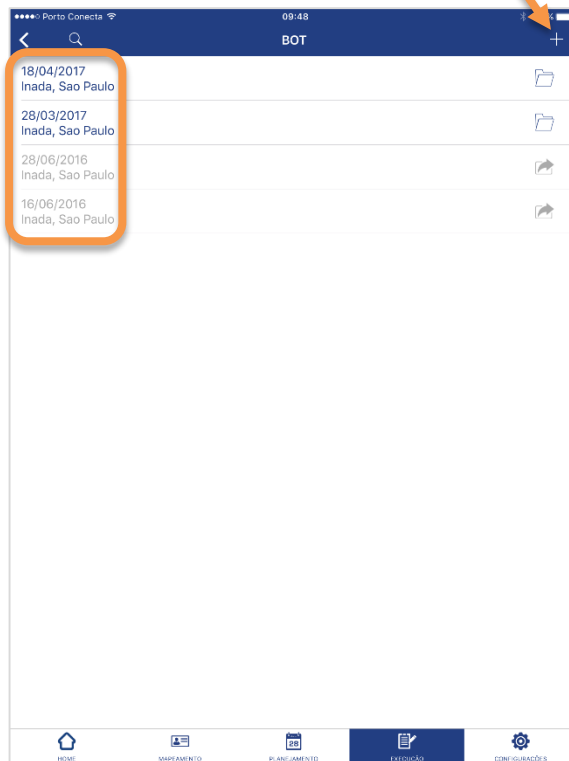 Porto Conecta
09:48
%
BOT
18/04/2017
Inada, Sao Paulo
28/03/2017
Inada, Sao Paulo
28/06/2016
Inada, Sao Paulo
16/06/2016
Inada, Sao Paulo
28
HOME
MAPEAMENTO
PLANEJAMENTO
EXECUÇÃO
CONFIGURAÇÕES